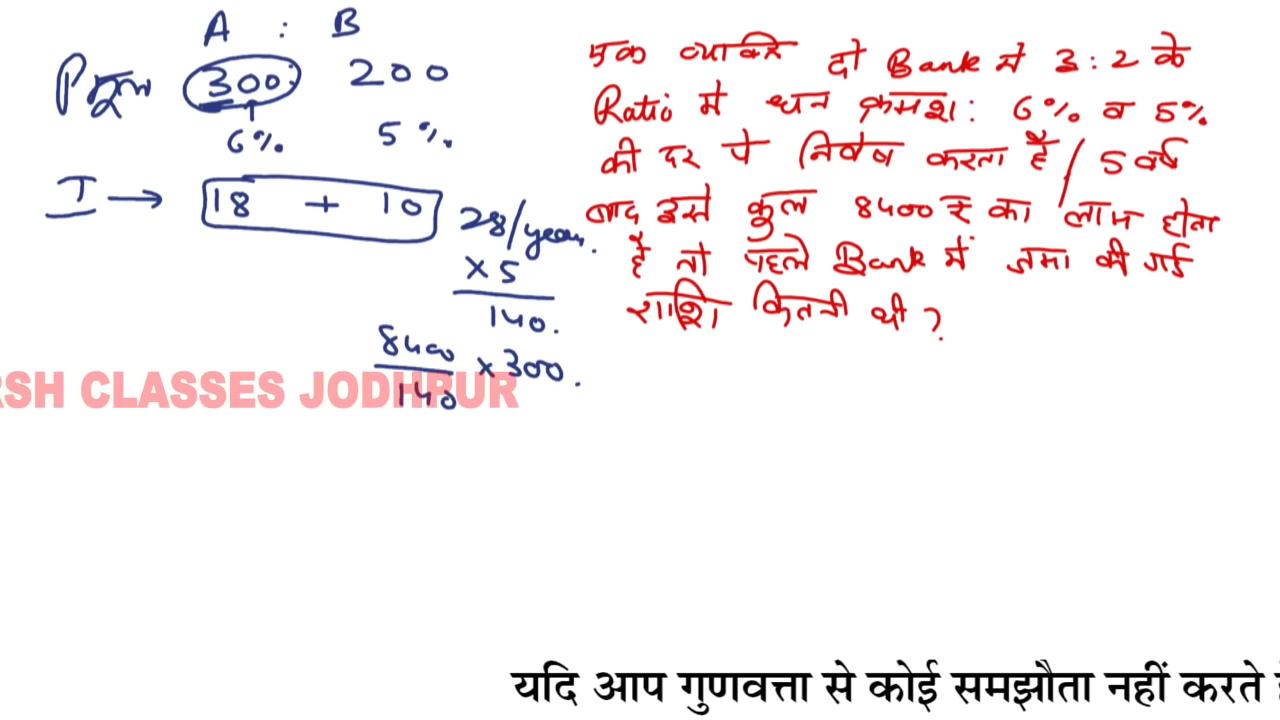 A : B
P मूल 300 200
6% 5%
I → 18 + 10 28/year.
× 5
140.
8400/140 × 300.
एक व्यक्ति दो Bank में 3 : 2 के
Ratio में धन क्रमशः 6% व 5%
की दर पे निवेश करता है / 5 वर्ष
बाद इसे कुल 8400 ₹ का लाभ होता
है तो पहले Bank में जमा की गई
राशि कितनी थी ?
RSH CLASSES JODHPUR
यदि आप गुणवत्ता से कोई समझौता नहीं करते